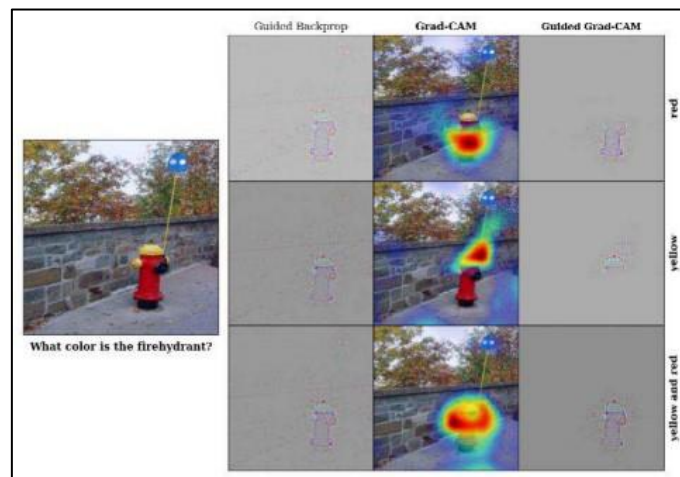 Guided Backprop
Grad-CAM
Guided Grad-CAM
red
What color is the firehydrant?
yellow
yellow and red